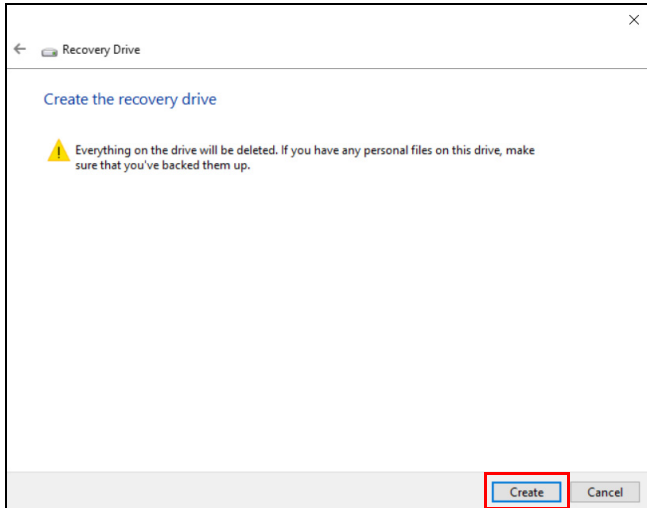 Recovery Drive
Create the recovery drive
Everything on the drive will be deleted. If you have any personal files on this drive, make
sure that you've backed them up.
Create Cancel